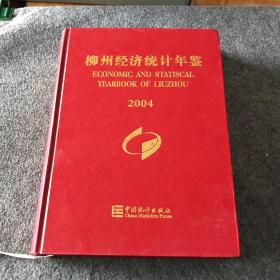 柳州经济统计年鉴
ECONOMIC AND STATISCAL
YEARBOOK OF LIUZHOU
2004
中国统计出版社
China Statistics Press